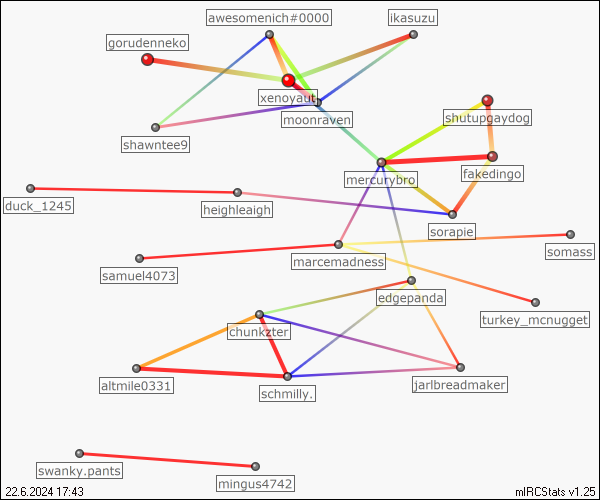 awesomenich#0000
ikasuzu
gorudenneko
xenoyaut
moonraven
shutupgaydog
shawntee9
mercurybro
fakedingo
duck_1245
heighleaigh
sorapie
marcemadness
somass
samuel4073
edgepanda
turkey_mcnugget
chunkzter
altmile0331
schmilly.
jarlbreadmaker
swanky.pants
mingus4742
22.6.2024 17:43
mIRCStats v1.25